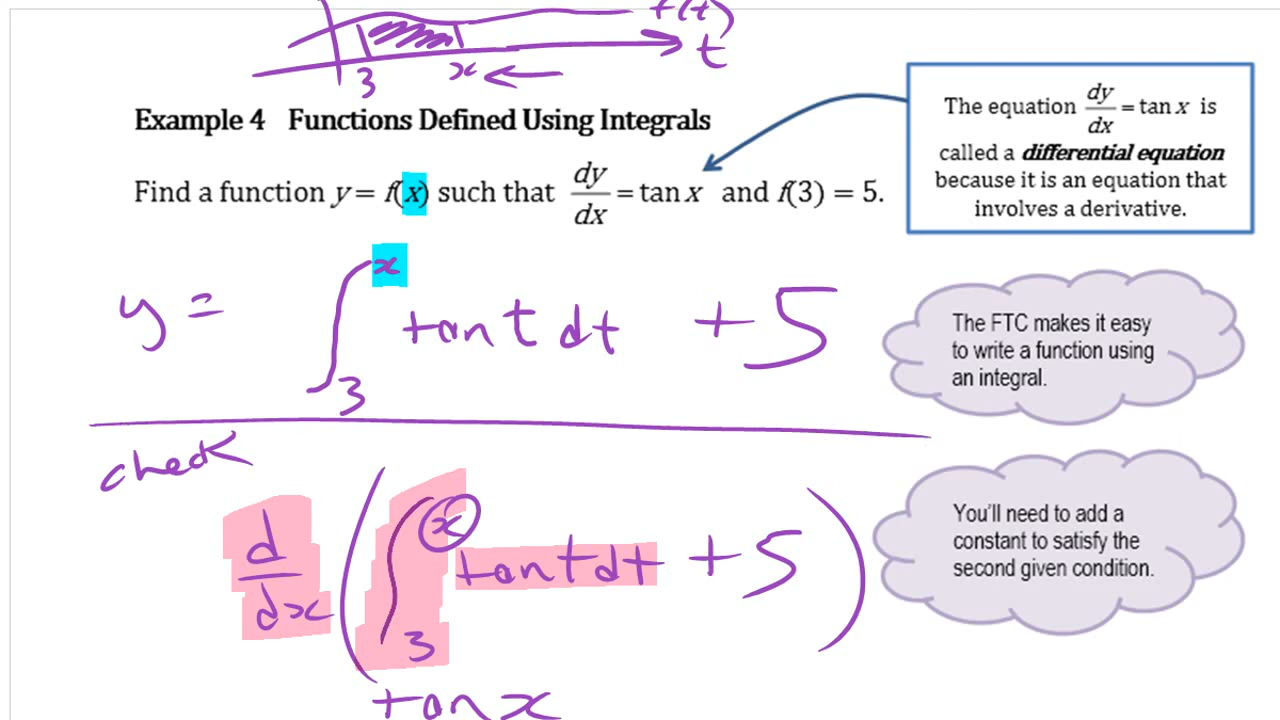 f(t)
3 x t
Example 4 Functions Defined Using Integrals
Find a function y = f(x) such that dy/dx = tan x and f(3) = 5.
The equation dy/dx = tan x is
called a differential equation
because it is an equation that
involves a derivative.
y = ∫₃ˣ tan t dt + 5
The FTC makes it easy
to write a function using
an integral.
check
d/dx (∫₃ˣ tan t dt + 5)
You'll need to add a
constant to satisfy the
second given condition.
tan x